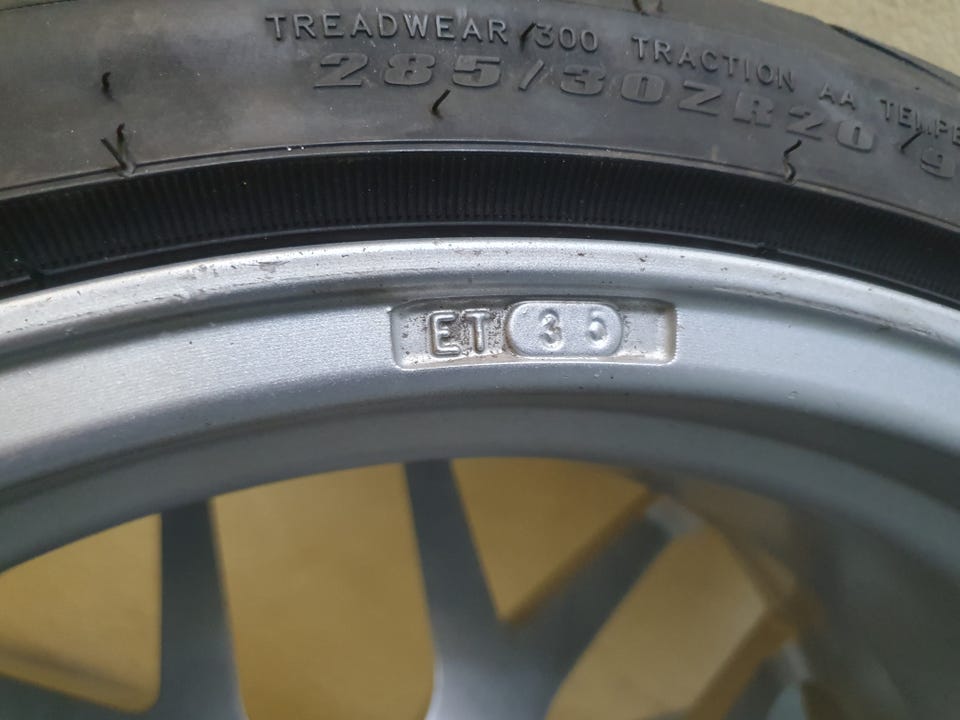 TREADWEAR 300 TRACTION AA
285/30ZR20
ET 35